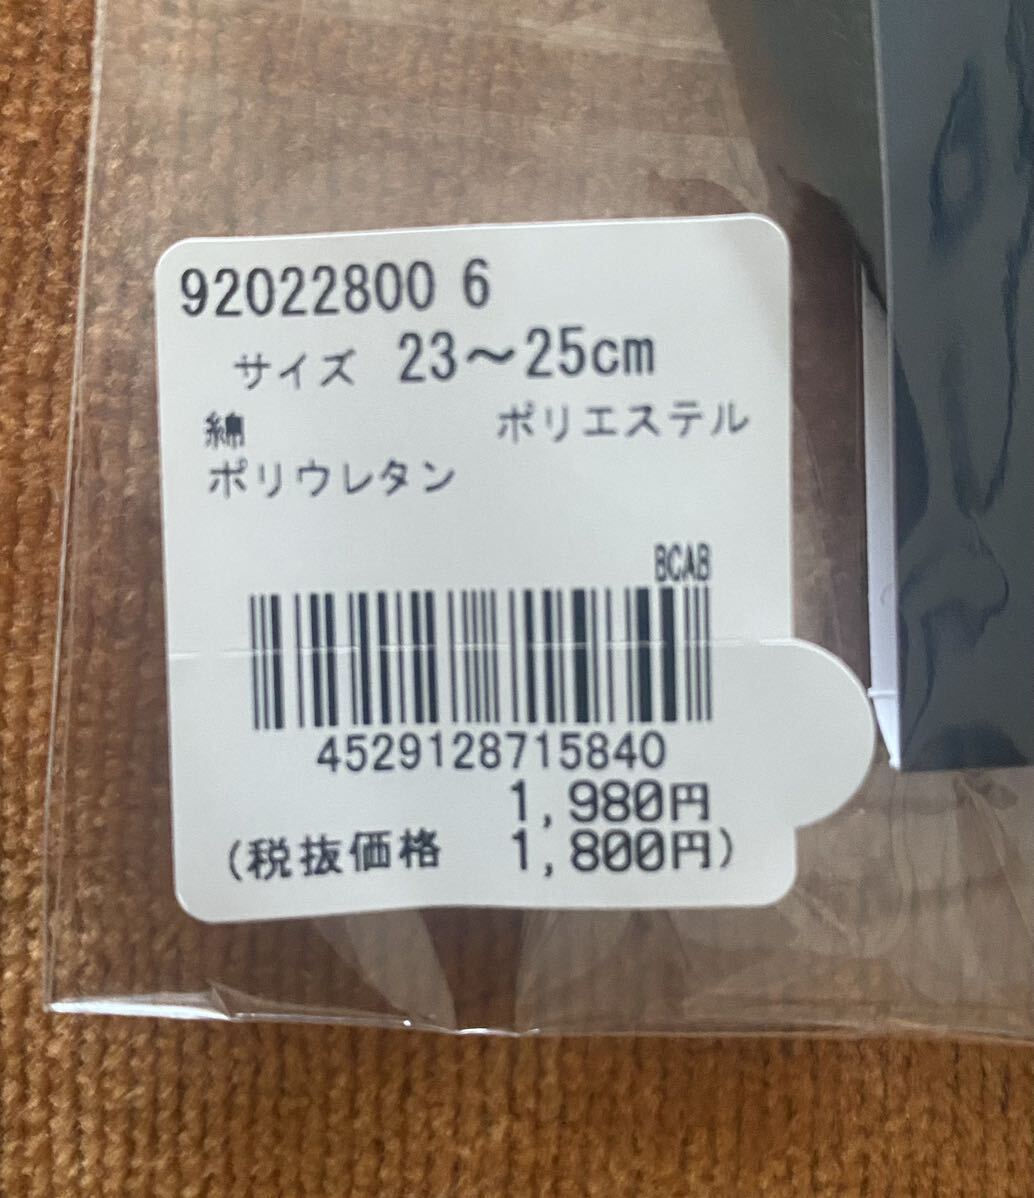 92022800 6
サイズ 23～25cm
綿 ポリエステル
ポリウレタン
BCAB
4529128715840
1,980円
(税抜価格 1,800円)